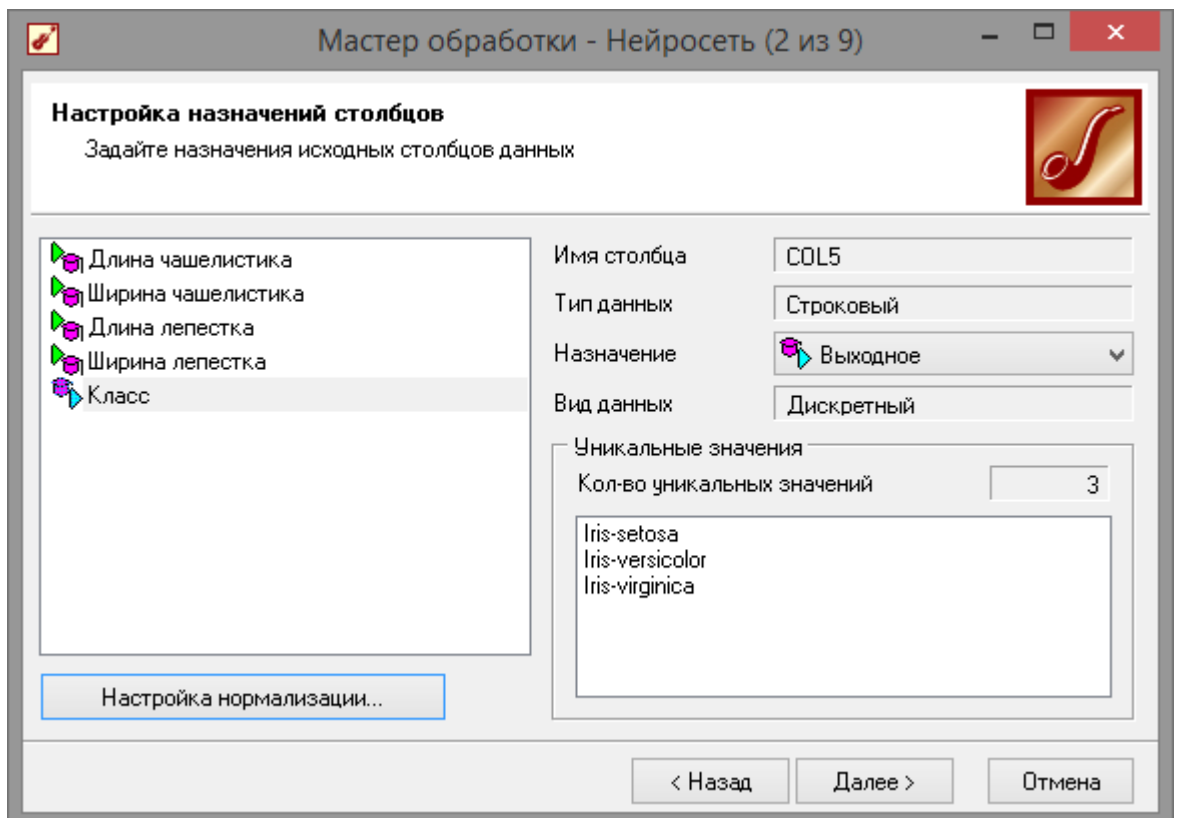 Мастер обработки - Нейросеть (2 из 9)
Настройка назначений столбцов
Задайте назначения исходных столбцов данных
Длина чашелистика
Ширина чашелистика
Длина лепестка
Ширина лепестка
Класс
Настройка нормализации...
Имя столбца COL5
Тип данных Строковый
Назначение Выходное
Вид данных Дискретный
Уникальные значения
Кол-во уникальных значений 3
Iris-setosa
Iris-versicolor
Iris-virginica
< Назад Далее > Отмена